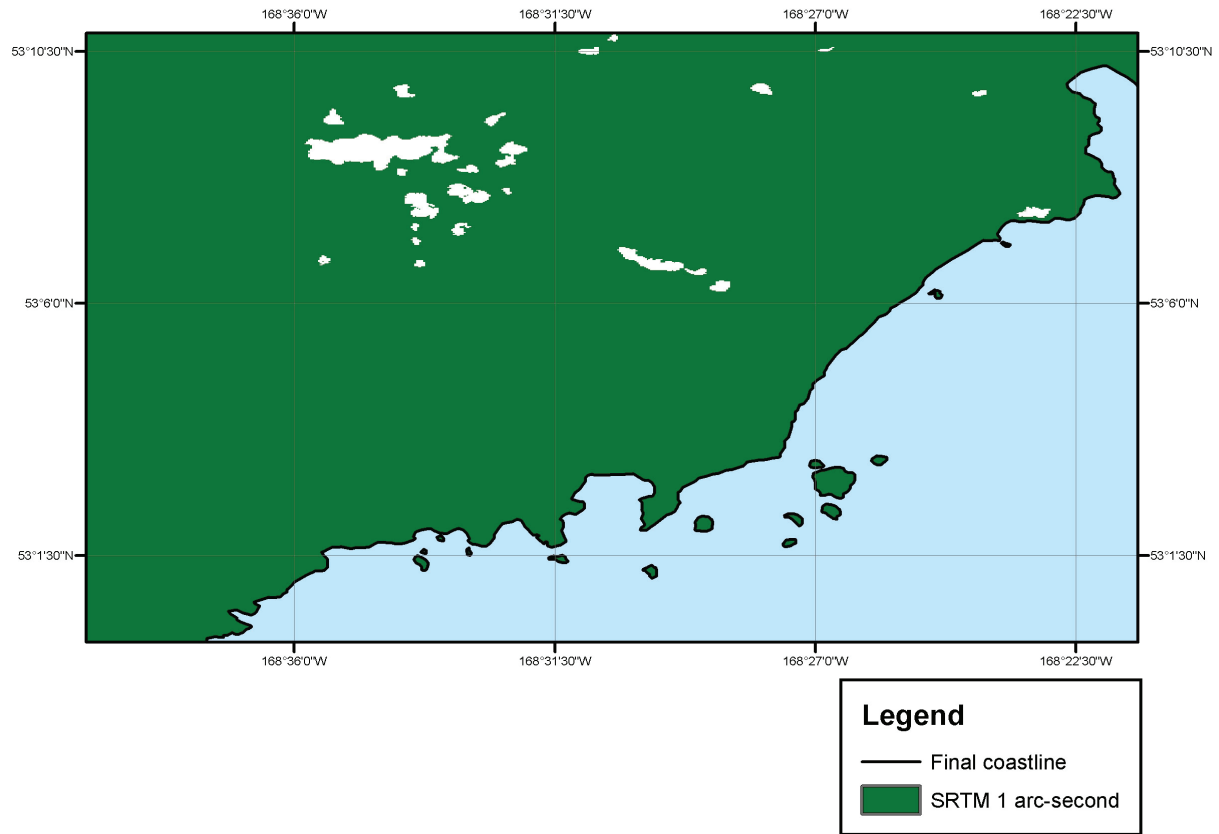 168°36'0"W 168°31'30"W 168°27'0"W 168°22'30"W
53°10'30"N 53°10'30"N
53°6'0"N 53°6'0"N
53°1'30"N 53°1'30"N
168°36'0"W 168°31'30"W 168°27'0"W 168°22'30"W
Legend
Final coastline
SRTM 1 arc-second